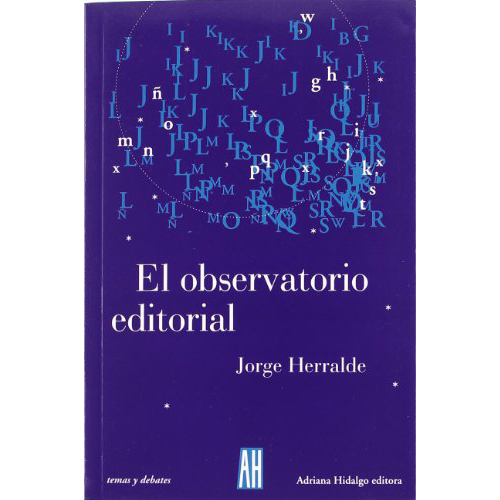 El observatorio
editorial
Jorge Herralde
temas y debates
AH
Adriana Hidalgo editora